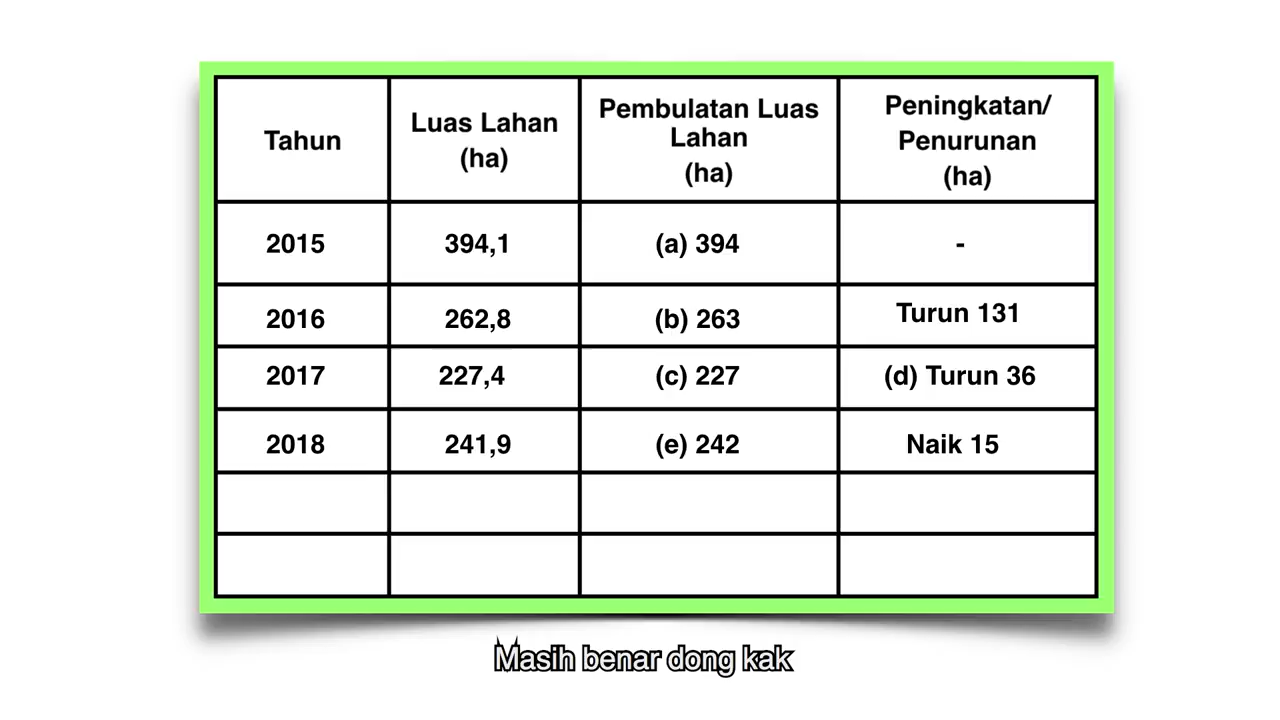 Tahun
Luas Lahan
(ha)
Pembulatan Luas
Lahan
(ha)
Peningkatan/
Penurunan
(ha)
2015
394,1
(a) 394
-
2016
262,8
(b) 263
Turun 131
2017
227,4
(c) 227
(d) Turun 36
2018
241,9
(e) 242
Naik 15
Masih benar dong kak